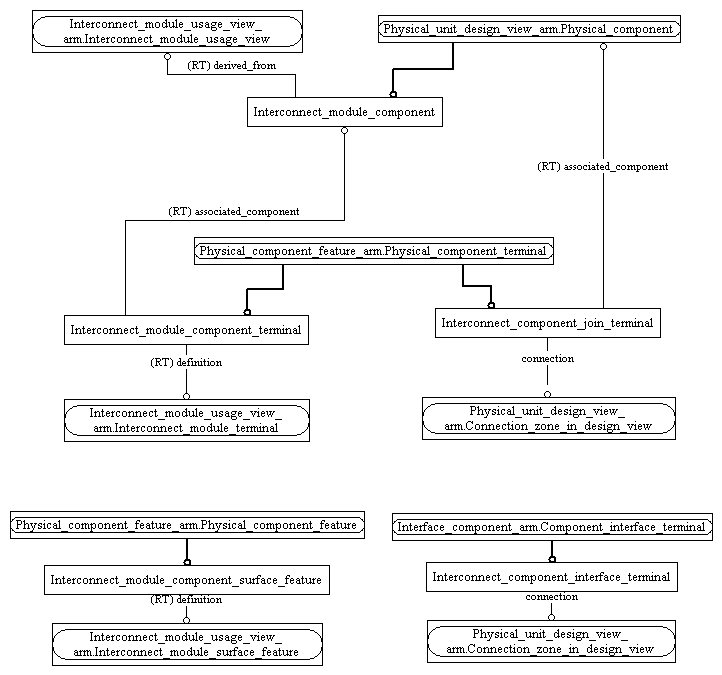 Interconnect_module_usage_view_
arm.Interconnect_module_usage_view
Physical_unit_design_view_arm.Physical_component
(RT) derived_from
Interconnect_module_component
(RT) associated_component
(RT) associated_component
Physical_component_feature_arm.Physical_component_terminal
Interconnect_module_component_terminal
Interconnect_component_join_terminal
(RT) definition
connection
Interconnect_module_usage_view_
arm.Interconnect_module_terminal
Physical_unit_design_view_
arm.Connection_zone_in_design_view
Physical_component_feature_arm.Physical_component_feature
Interface_component_arm.Component_interface_terminal
Interconnect_module_component_surface_feature
Interconnect_component_interface_terminal
(RT) definition
connection
Interconnect_module_usage_view_
arm.Interconnect_module_surface_feature
Physical_unit_design_view_
arm.Connection_zone_in_design_view